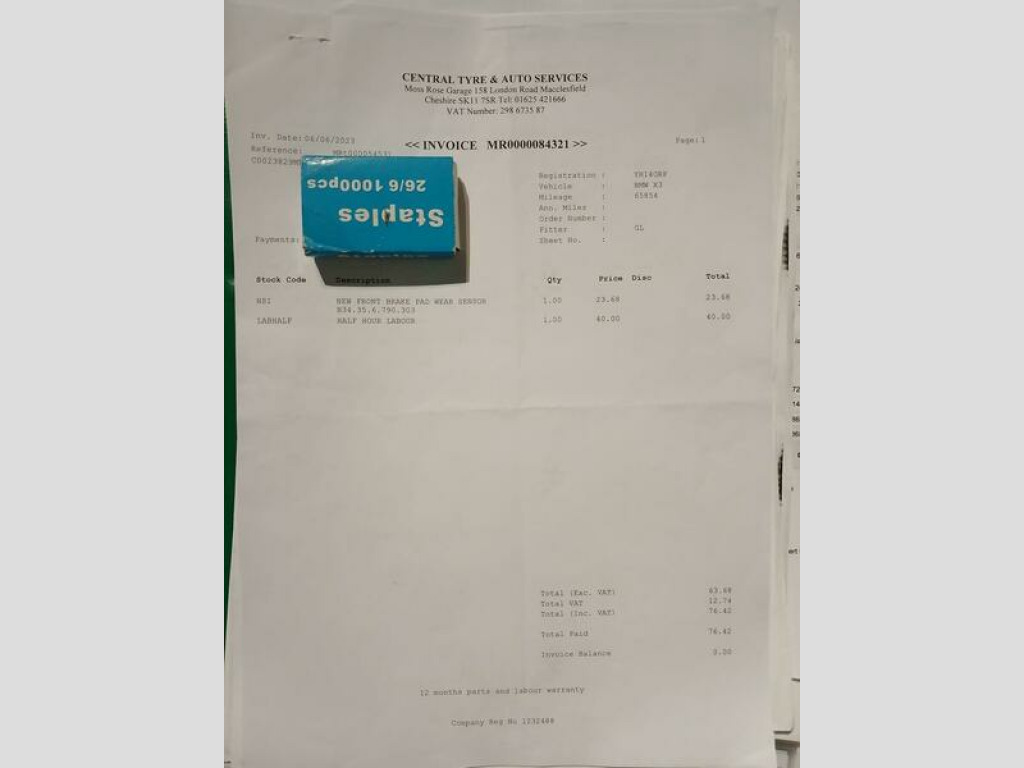 CENTRAL TYRE & AUTO SERVICES
Moss Rose Garage 158 London Road Macclesfield
Cheshire SK11 7SR Tel: 01625 421666
VAT Number: 298 6735 87
Inv. Date: 06/06/2023
<< INVOICE MR0000084321 >>
Page: 1
Reference:
Registration :
Vehicle : BMW X3
Mileage : 65854
Ann. Miles :
Order Number :
Fitter : GL
Sheet No. :
26/6 1000pcs
Staples
Payments:
Stock Code Description Qty Price Disc Total
NSI NEW FRONT BRAKE PAD WEAR SENSOR 1.00 23.68 23.68
LABHALF HALF HOUR LABOUR 1.00 40.00 40.00
Total (Exc. VAT) 63.68
Total VAT 12.74
Total (Inc. VAT) 76.42
Total Paid 76.42
Invoice Balance 0.00
12 months parts and labour warranty
Company Reg No